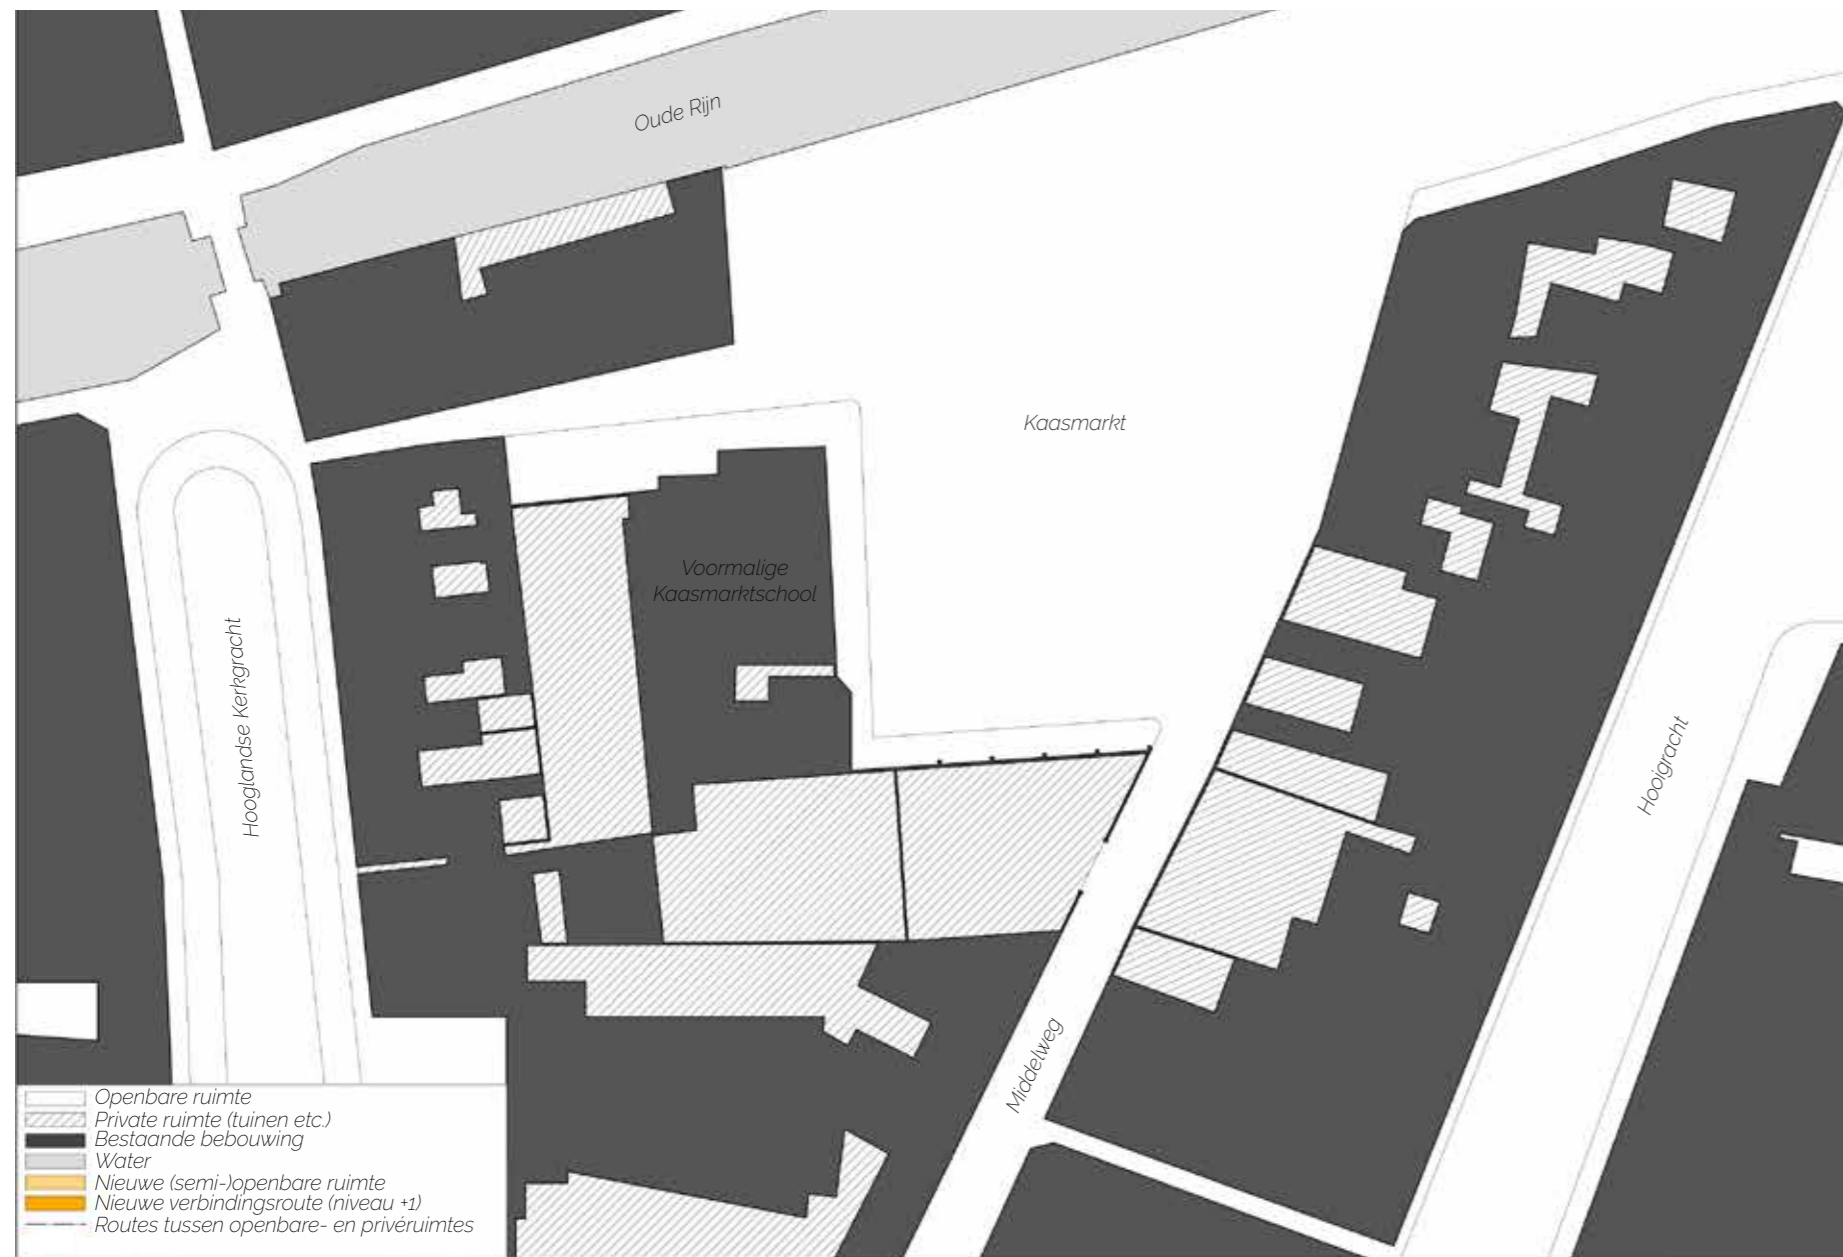 Oude Rijn
Kaasmarkt
Voormalige
Kaasmarktschool
Hooglandse Kerkgracht
Hooigracht
Middelweg
Openbare ruimte
Private ruimte (tuinen etc.)
Bestaande bebouwing
Water
Nieuwe (semi-)openbare ruimte
Nieuwe verbindingsroute (niveau +1)
Routes tussen openbare- en privéruimtes